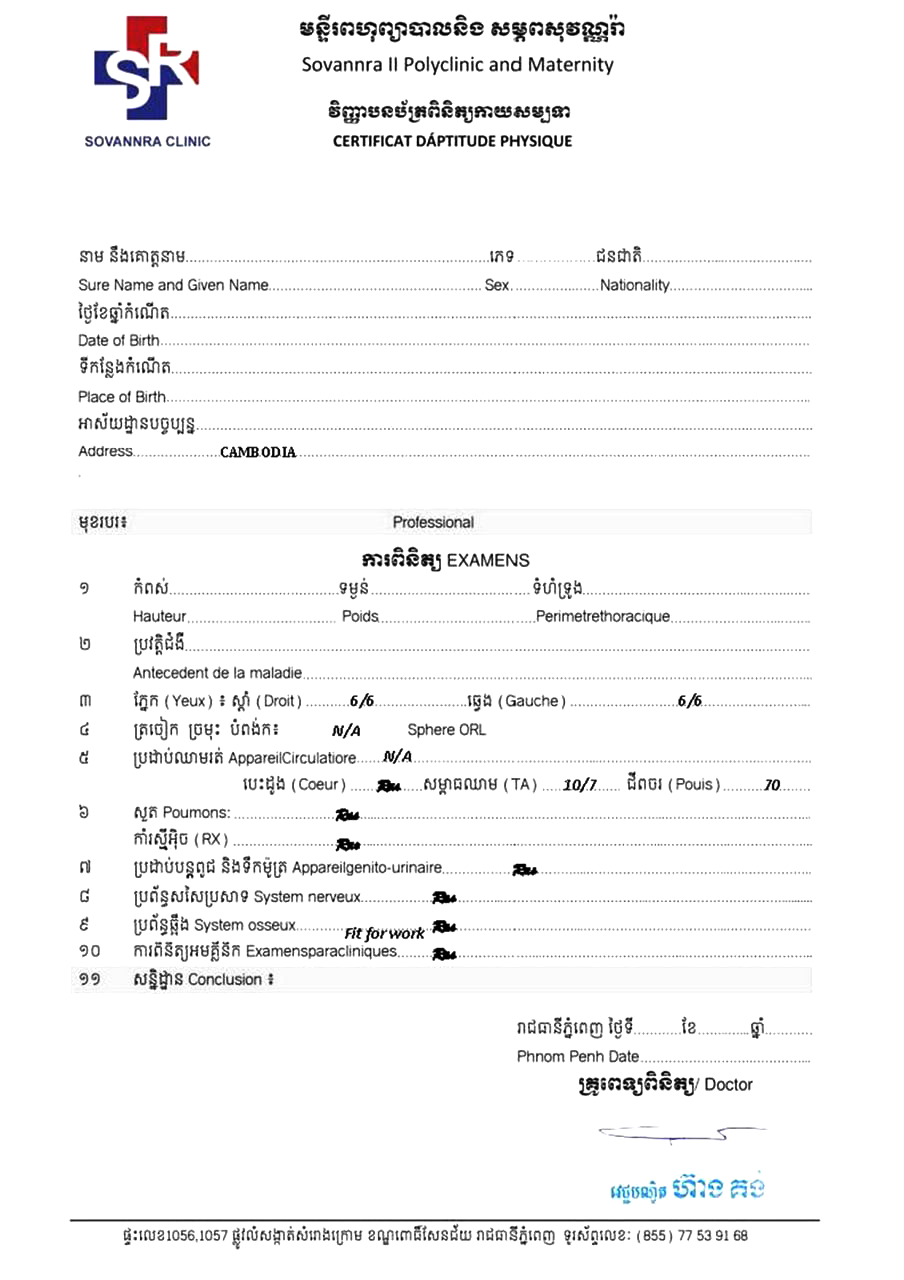 SR
SOVANNRA CLINIC
មន្ទីរពហុព្យាបាលនិង សម្ភពសុវណ្ណរ៉ា
Sovannra II Polyclinic and Maternity
វិញ្ញាបនប័ត្រពិនិត្យកាយសម្បទា
CERTIFICAT DÁPTITUDE PHYSIQUE
នាម នឹងគោត្តនាម........ភេទ........ជនជាតិ........
Sure Name and Given Name........Sex........Nationality........
ថ្ងៃខែឆ្នាំកំណើត........
Date of Birth........
ទីកន្លែងកំណើត........
Place of Birth........
អាស័យដ្ឋានបច្ចុប្បន្ន........
Address........CAMBODIA........
មុខរបរ៖ Professional
ការពិនិត្យ EXAMENS
១ កំពស់........ទម្ងន់........ទំហំទ្រូង........
Hauteur........Poids........Perimetrethoracique........
២ ប្រវត្តិជំងឺ........
Antecedent de la maladie........
៣ ភ្នែក (Yeux) ៖ ស្តាំ (Droit) ........6/6........ឆ្វេង (Gauche) ........6/6........
៤ ត្រចៀក ច្រមុះ បំពង់ក៖ N/A Sphere ORL
៥ ប្រដាប់ឈាមរត់ AppareilCirculatiore........N/A........
បេះដូង (Coeur) ........សម្ពាធឈាម (TA) ........10/7........ជីពចរ (Pouis) ........70........
៦ សួត Poumons: ........
កាំរស្មីអ៊ិច (RX) ........
៧ ប្រដាប់បន្តពូជ និងទឹកម៉ូត្រ Appareilgenito-urinaire........
៨ ប្រព័ន្ធសសៃប្រសាទ System nerveux........
៩ ប្រព័ន្ធឆ្អឹង System osseux........
Fit for work
១០ ការពិនិត្យអមគ្លីនិក Examensparacliniques........
១១ សន្និដ្ឋាន Conclusion ៖
រាជធានីភ្នំពេញ ថ្ងៃទី........ខែ........ឆ្នាំ........
Phnom Penh Date........
គ្រូពេទ្យពិនិត្យ/ Doctor
វេជ្ជបណ្ឌិត ហ៊ាង គង់
ផ្ទះលេខ1056,1057 ផ្លូវលំសង្កាត់សំរោងក្រោម ខណ្ឌពោធិ៍សែនជ័យ រាជធានីភ្នំពេញ ទូរស័ព្ទលេខ: (855) 77 53 91 68